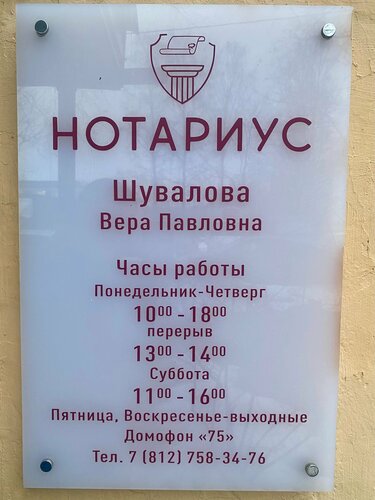 НОТАРИУС
Шувалова
Вера Павловна
Часы работы
Понедельник-Четверг
10⁰⁰ - 18⁰⁰
перерыв
13⁰⁰ - 14⁰⁰
Суббота
11⁰⁰ - 16⁰⁰
Пятница, Воскресенье-выходные
Домофон «75»
Тел. 7 (812) 758-34-76